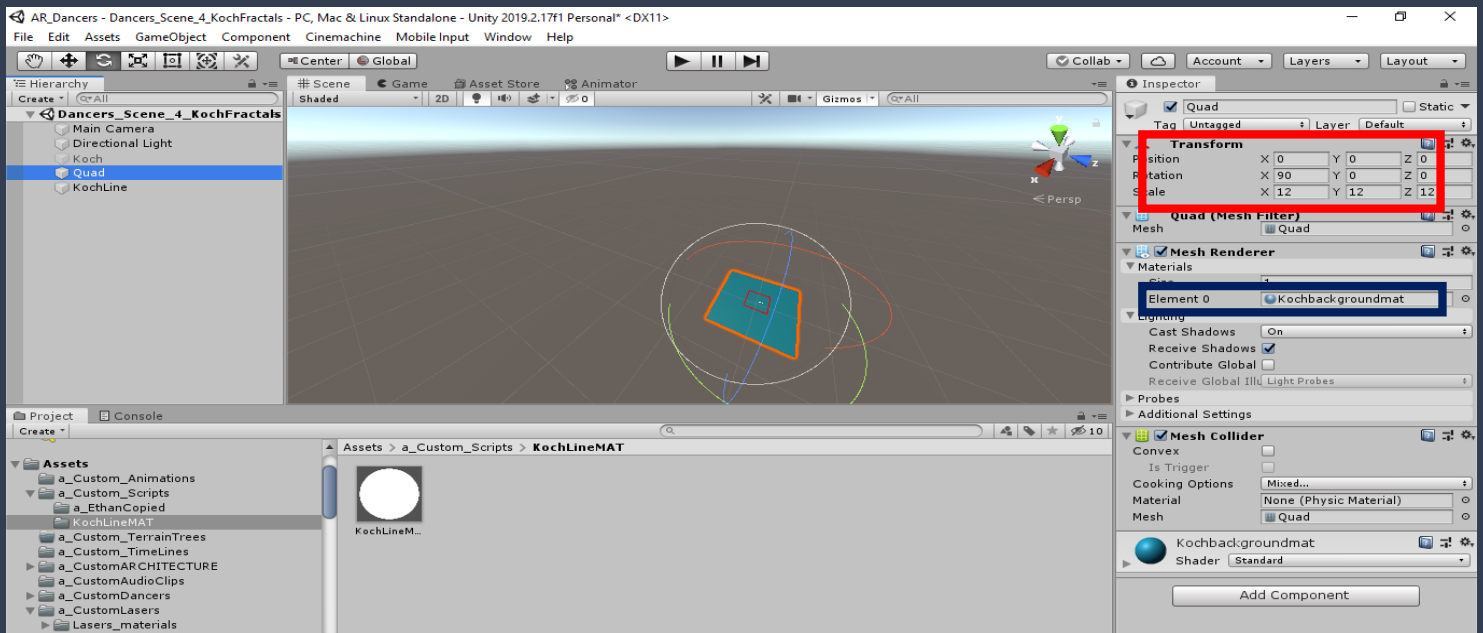 AR_Dancers - Dancers_Scene_4_KochFractals - PC, Mac & Linux Standalone - Unity 2019.2.17f1 Personal* <DX11>
File Edit Assets GameObject Component Cinemachine Mobile Input Window Help
Center Global Collab Account Layers Layout
Hierarchy
Create All
Dancers_Scene_4_KochFractals
Main Camera
Directional Light
Koch
Quad
KochLine
Scene Game Asset Store Animator
Shaded 2D 0 Gizmos All
y
x
z
Persp
Project Console
Create
10
Assets
a_Custom_Animations
a_Custom_Scripts
a_EthanCopied
KochLineMAT
a_Custom_TerrainTrees
a_Custom_TimeLines
a_CustomARCHITECTURE
a_CustomAudioClips
a_CustomDancers
a_CustomLasers
Lasers_materials
Assets > a_Custom_Scripts > KochLineMAT
KochLineM...
Inspector
Quad Static
Tag Untagged Layer Default
Transform
Position X 0 Y 0 Z 0
Rotation X 90 Y 0 Z 0
Scale X 12 Y 12 Z 12
Quad (Mesh Filter)
Mesh Quad
Mesh Renderer
Materials
Size 1
Element 0 Kochbackgroundmat
Lighting
Cast Shadows On
Receive Shadows
Contribute Global
Receive Global Illu Light Probes
Probes
Additional Settings
Mesh Collider
Convex
Is Trigger
Cooking Options Mixed...
Material None (Physic Material)
Mesh Quad
Kochbackgroundmat
Shader Standard
Add Component